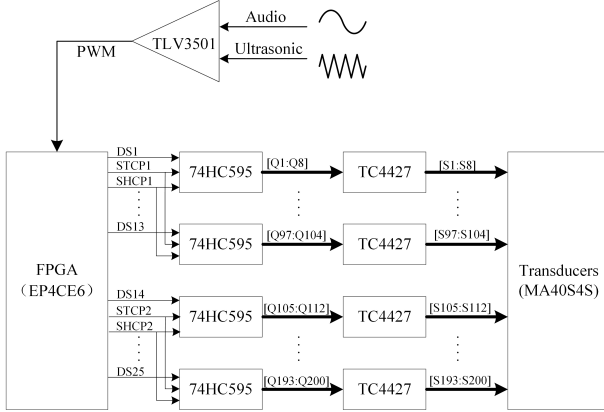 Audio
TLV3501
Ultrasonic
PWM
DS1
STCP1
SHCP1
DS13
74HC595
[Q1:Q8]
TC4427
[S1:S8]
74HC595
[Q97:Q104]
TC4427
[S97:S104]
FPGA
（EP4CE6）
Transducers
(MA40S4S)
DS14
STCP2
SHCP2
DS25
74HC595
[Q105:Q112]
TC4427
[S105:S112]
74HC595
[Q193:Q200]
TC4427
[S193:S200]